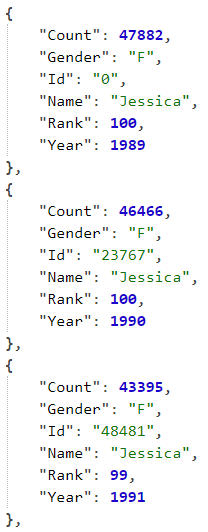 {
"Count": 47882,
"Gender": "F",
"Id": "0",
"Name": "Jessica",
"Rank": 100,
"Year": 1989
},
{
"Count": 46466,
"Gender": "F",
"Id": "23767",
"Name": "Jessica",
"Rank": 100,
"Year": 1990
},
{
"Count": 43395,
"Gender": "F",
"Id": "48481",
"Name": "Jessica",
"Rank": 99,
"Year": 1991
},